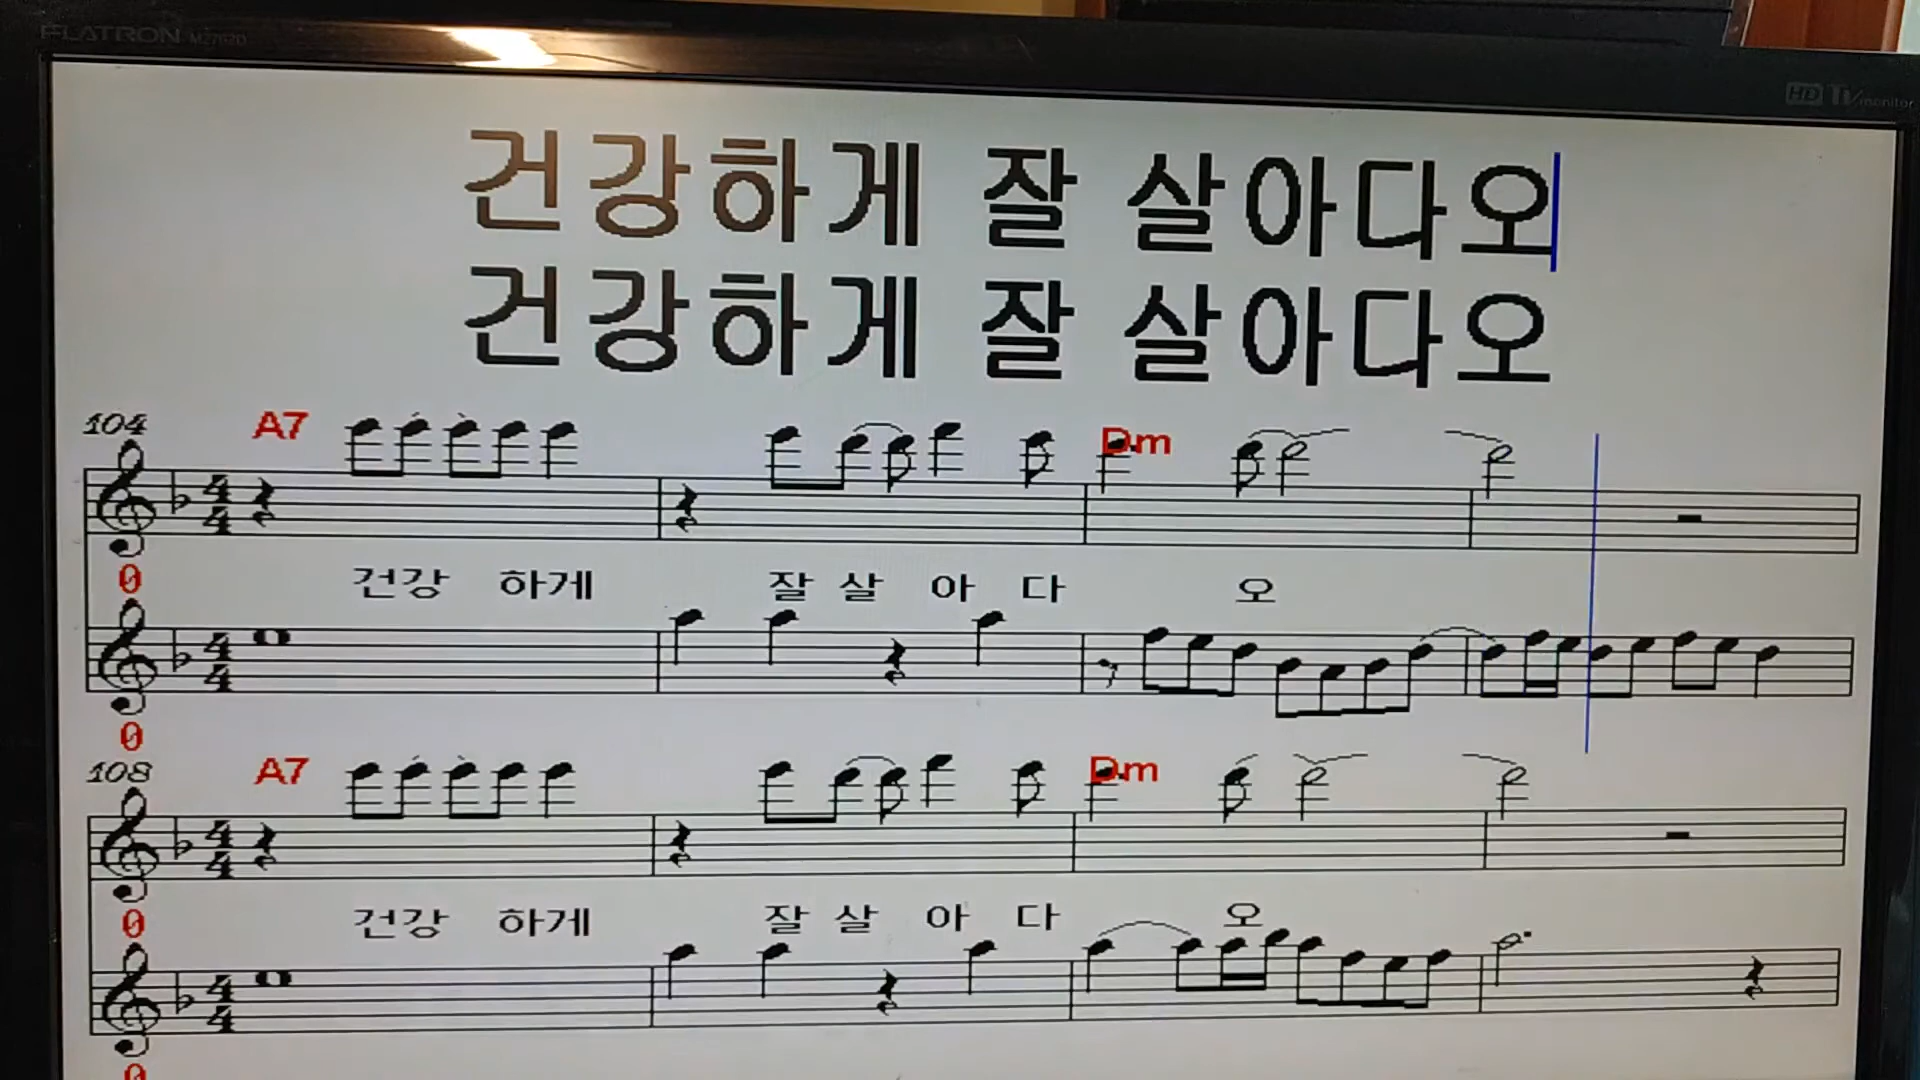 FLATRON M2762D
HD TV monitor
건강하게 잘 살아다오
건강하게 잘 살아다오
104 A7 Dm
건강 하게 잘 살 아 다 오
0
0
108 A7 Dm
건강 하게 잘 살 아 다 오
0
0